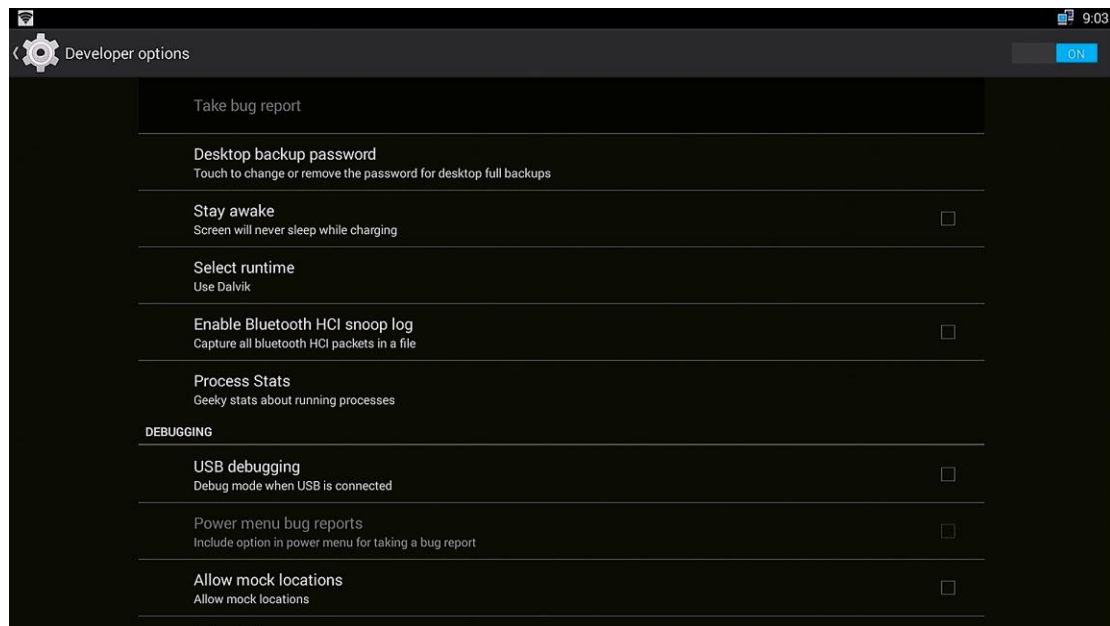 9:03
Developer options
ON
Take bug report
Desktop backup password
Touch to change or remove the password for desktop full backups
Stay awake
Screen will never sleep while charging
Select runtime
Use Dalvik
Enable Bluetooth HCI snoop log
Capture all bluetooth HCI packets in a file
Process Stats
Geeky stats about running processes
DEBUGGING
USB debugging
Debug mode when USB is connected
Power menu bug reports
Include option in power menu for taking a bug report
Allow mock locations
Allow mock locations